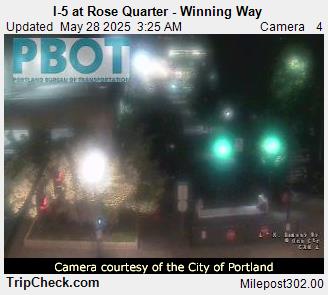 I-5 at Rose Quarter - Winning Way
Updated May 28 2025 3:25 AM Camera 4
PBOT
PORTLAND BUREAU OF TRANSPORTATION
Camera courtesy of the City of Portland
TripCheck.com Milepost302.00